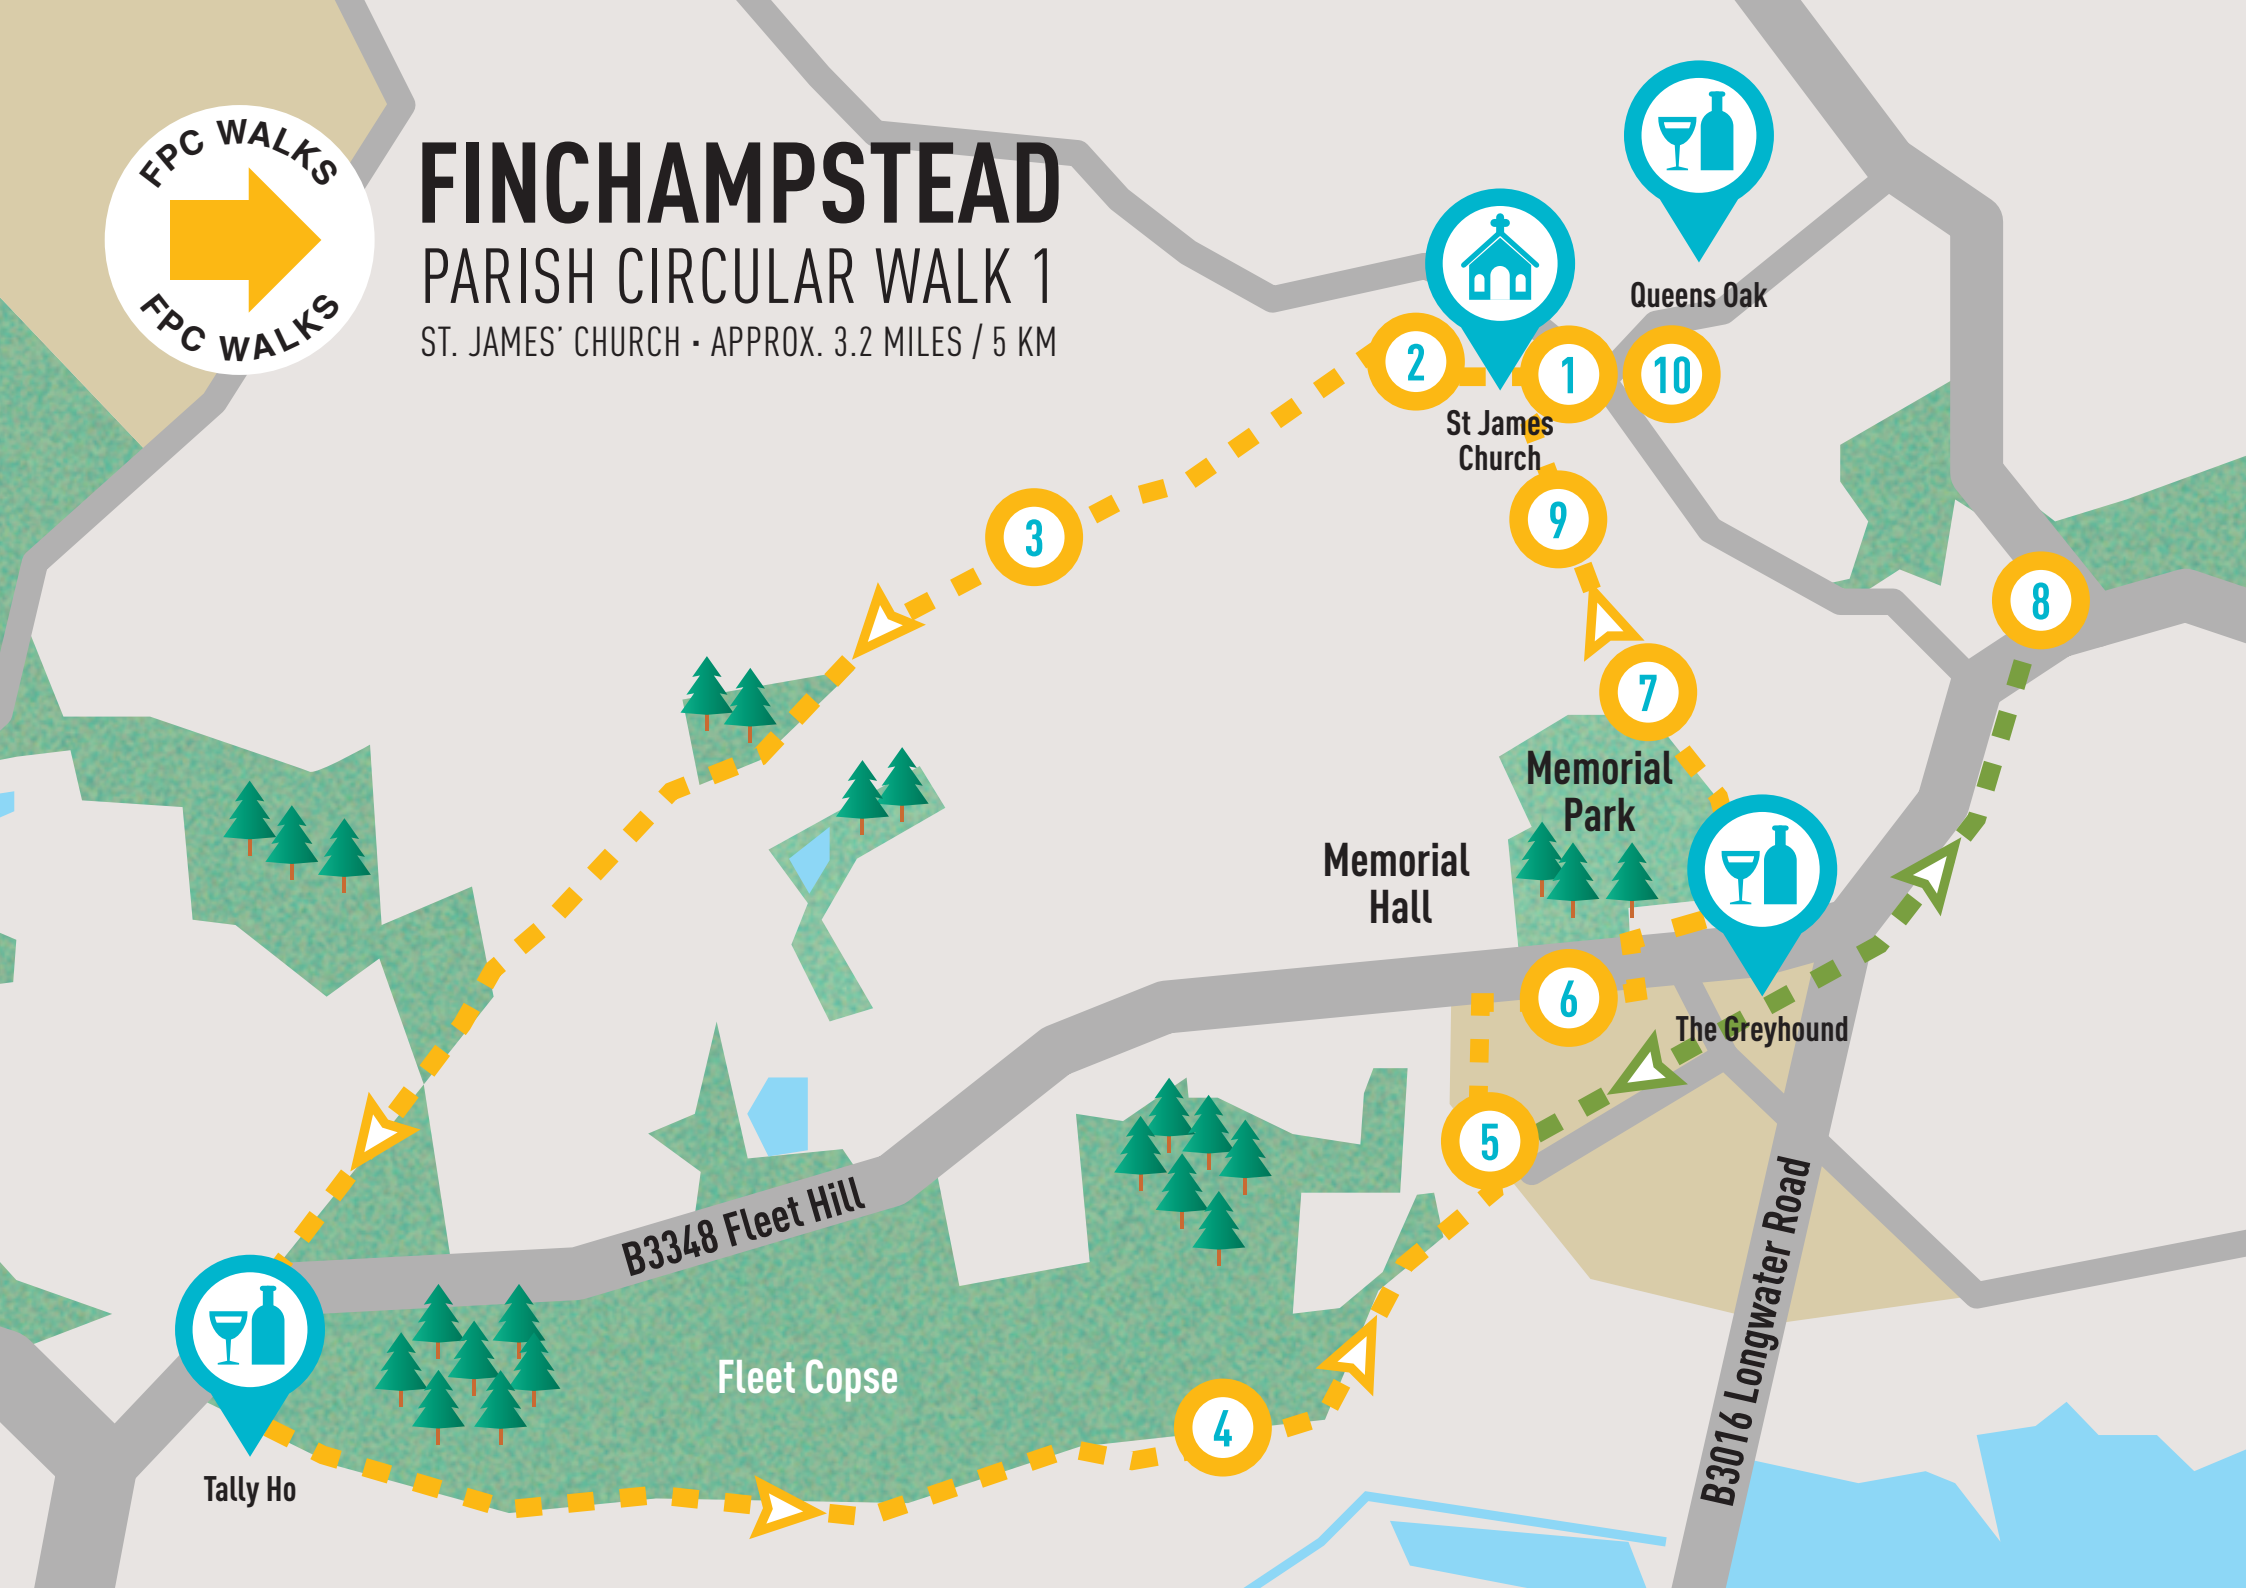 FPC WALKS
FPC WALKS
FINCHAMPSTEAD
PARISH CIRCULAR WALK 1
ST. JAMES' CHURCH • APPROX. 3.2 MILES / 5 KM
Queens Oak
2
1
10
St James
Church
3
9
8
7
Memorial
Park
Memorial
Hall
6
The Greyhound
5
B3348 Fleet Hill
B3016 Longwater Road
Fleet Copse
4
Tally Ho